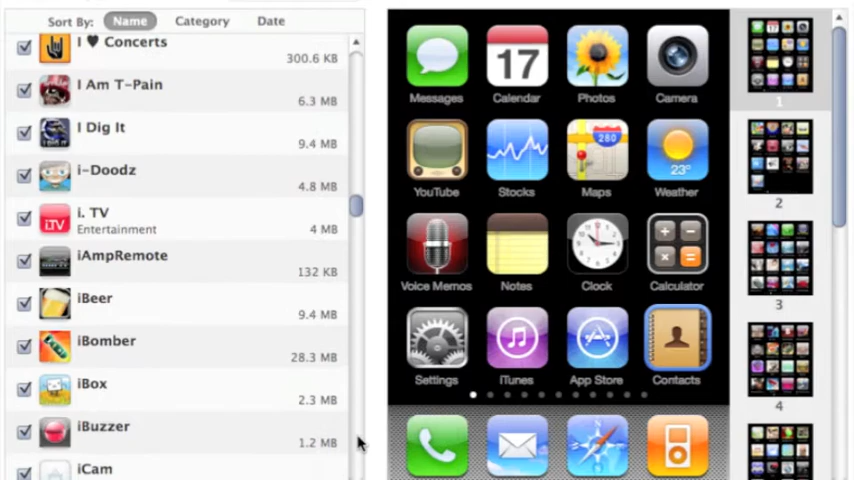 Sort By: Name Category Date
I ♥ Concerts
300.6 KB
I Am T-Pain
6.3 MB
I Dig It
9.4 MB
i-Doodz
4.8 MB
i. TV
Entertainment 4 MB
iAmpRemote
132 KB
iBeer
9.4 MB
iBomber
28.3 MB
iBox
2.3 MB
iBuzzer
1.2 MB
iCam
17
Messages Calendar Photos Camera
280
23°
YouTube Stocks Maps Weather
Voice Memos Notes Clock Calculator
Settings iTunes App Store Contacts
1
2
3
4